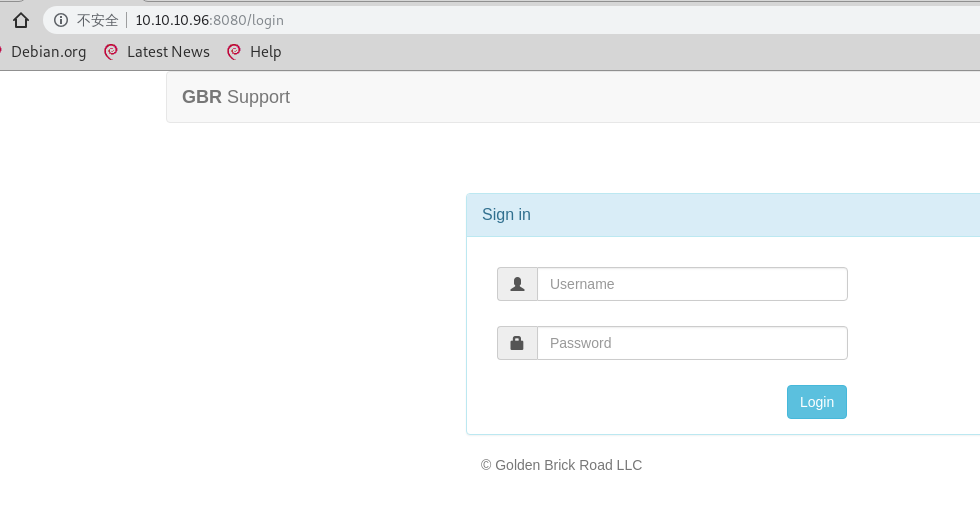 不安全 10.10.10.96:8080/login
Debian.org Latest News Help
GBR Support
Sign in
Username
Password
Login
© Golden Brick Road LLC